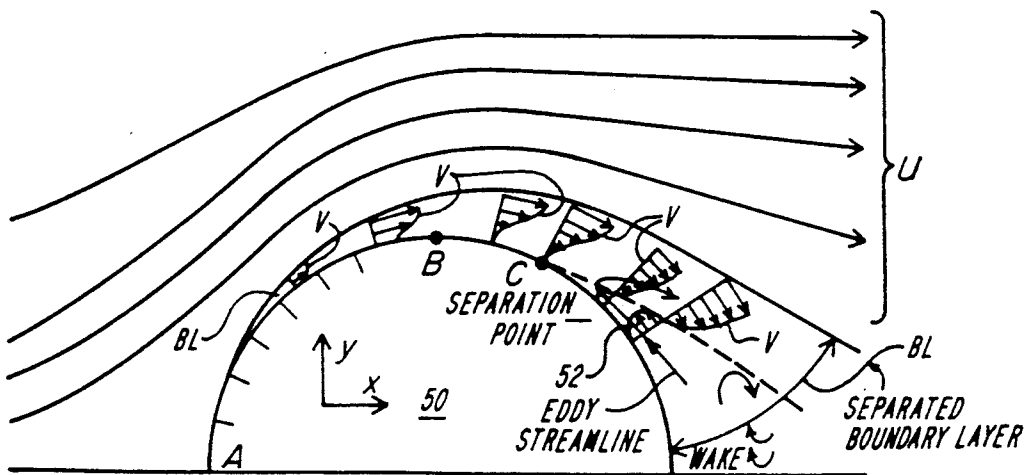 U
V
V
V
B
C
BL
SEPARATION
POINT
y
x
50
52
V
BL
EDDY
STREAMLINE
SEPARATED
BOUNDARY LAYER
A
WAKE